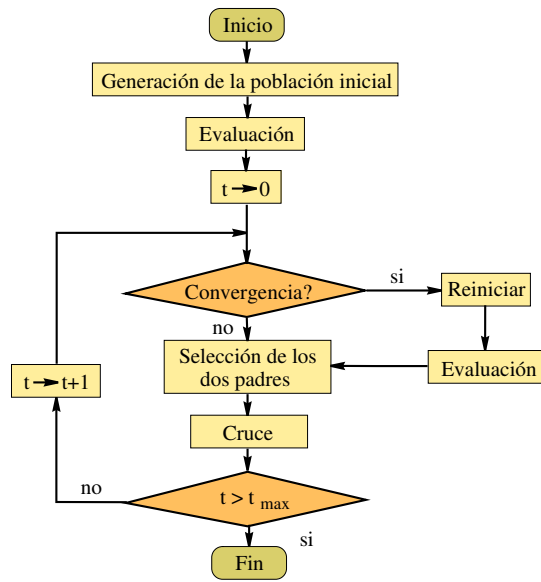 Inicio
Generación de la población inicial
Evaluación
t → 0
Convergencia?
si
Reiniciar
no
Selección de los
dos padres
Evaluación
t → t+1
Cruce
no
t > t max
si
Fin